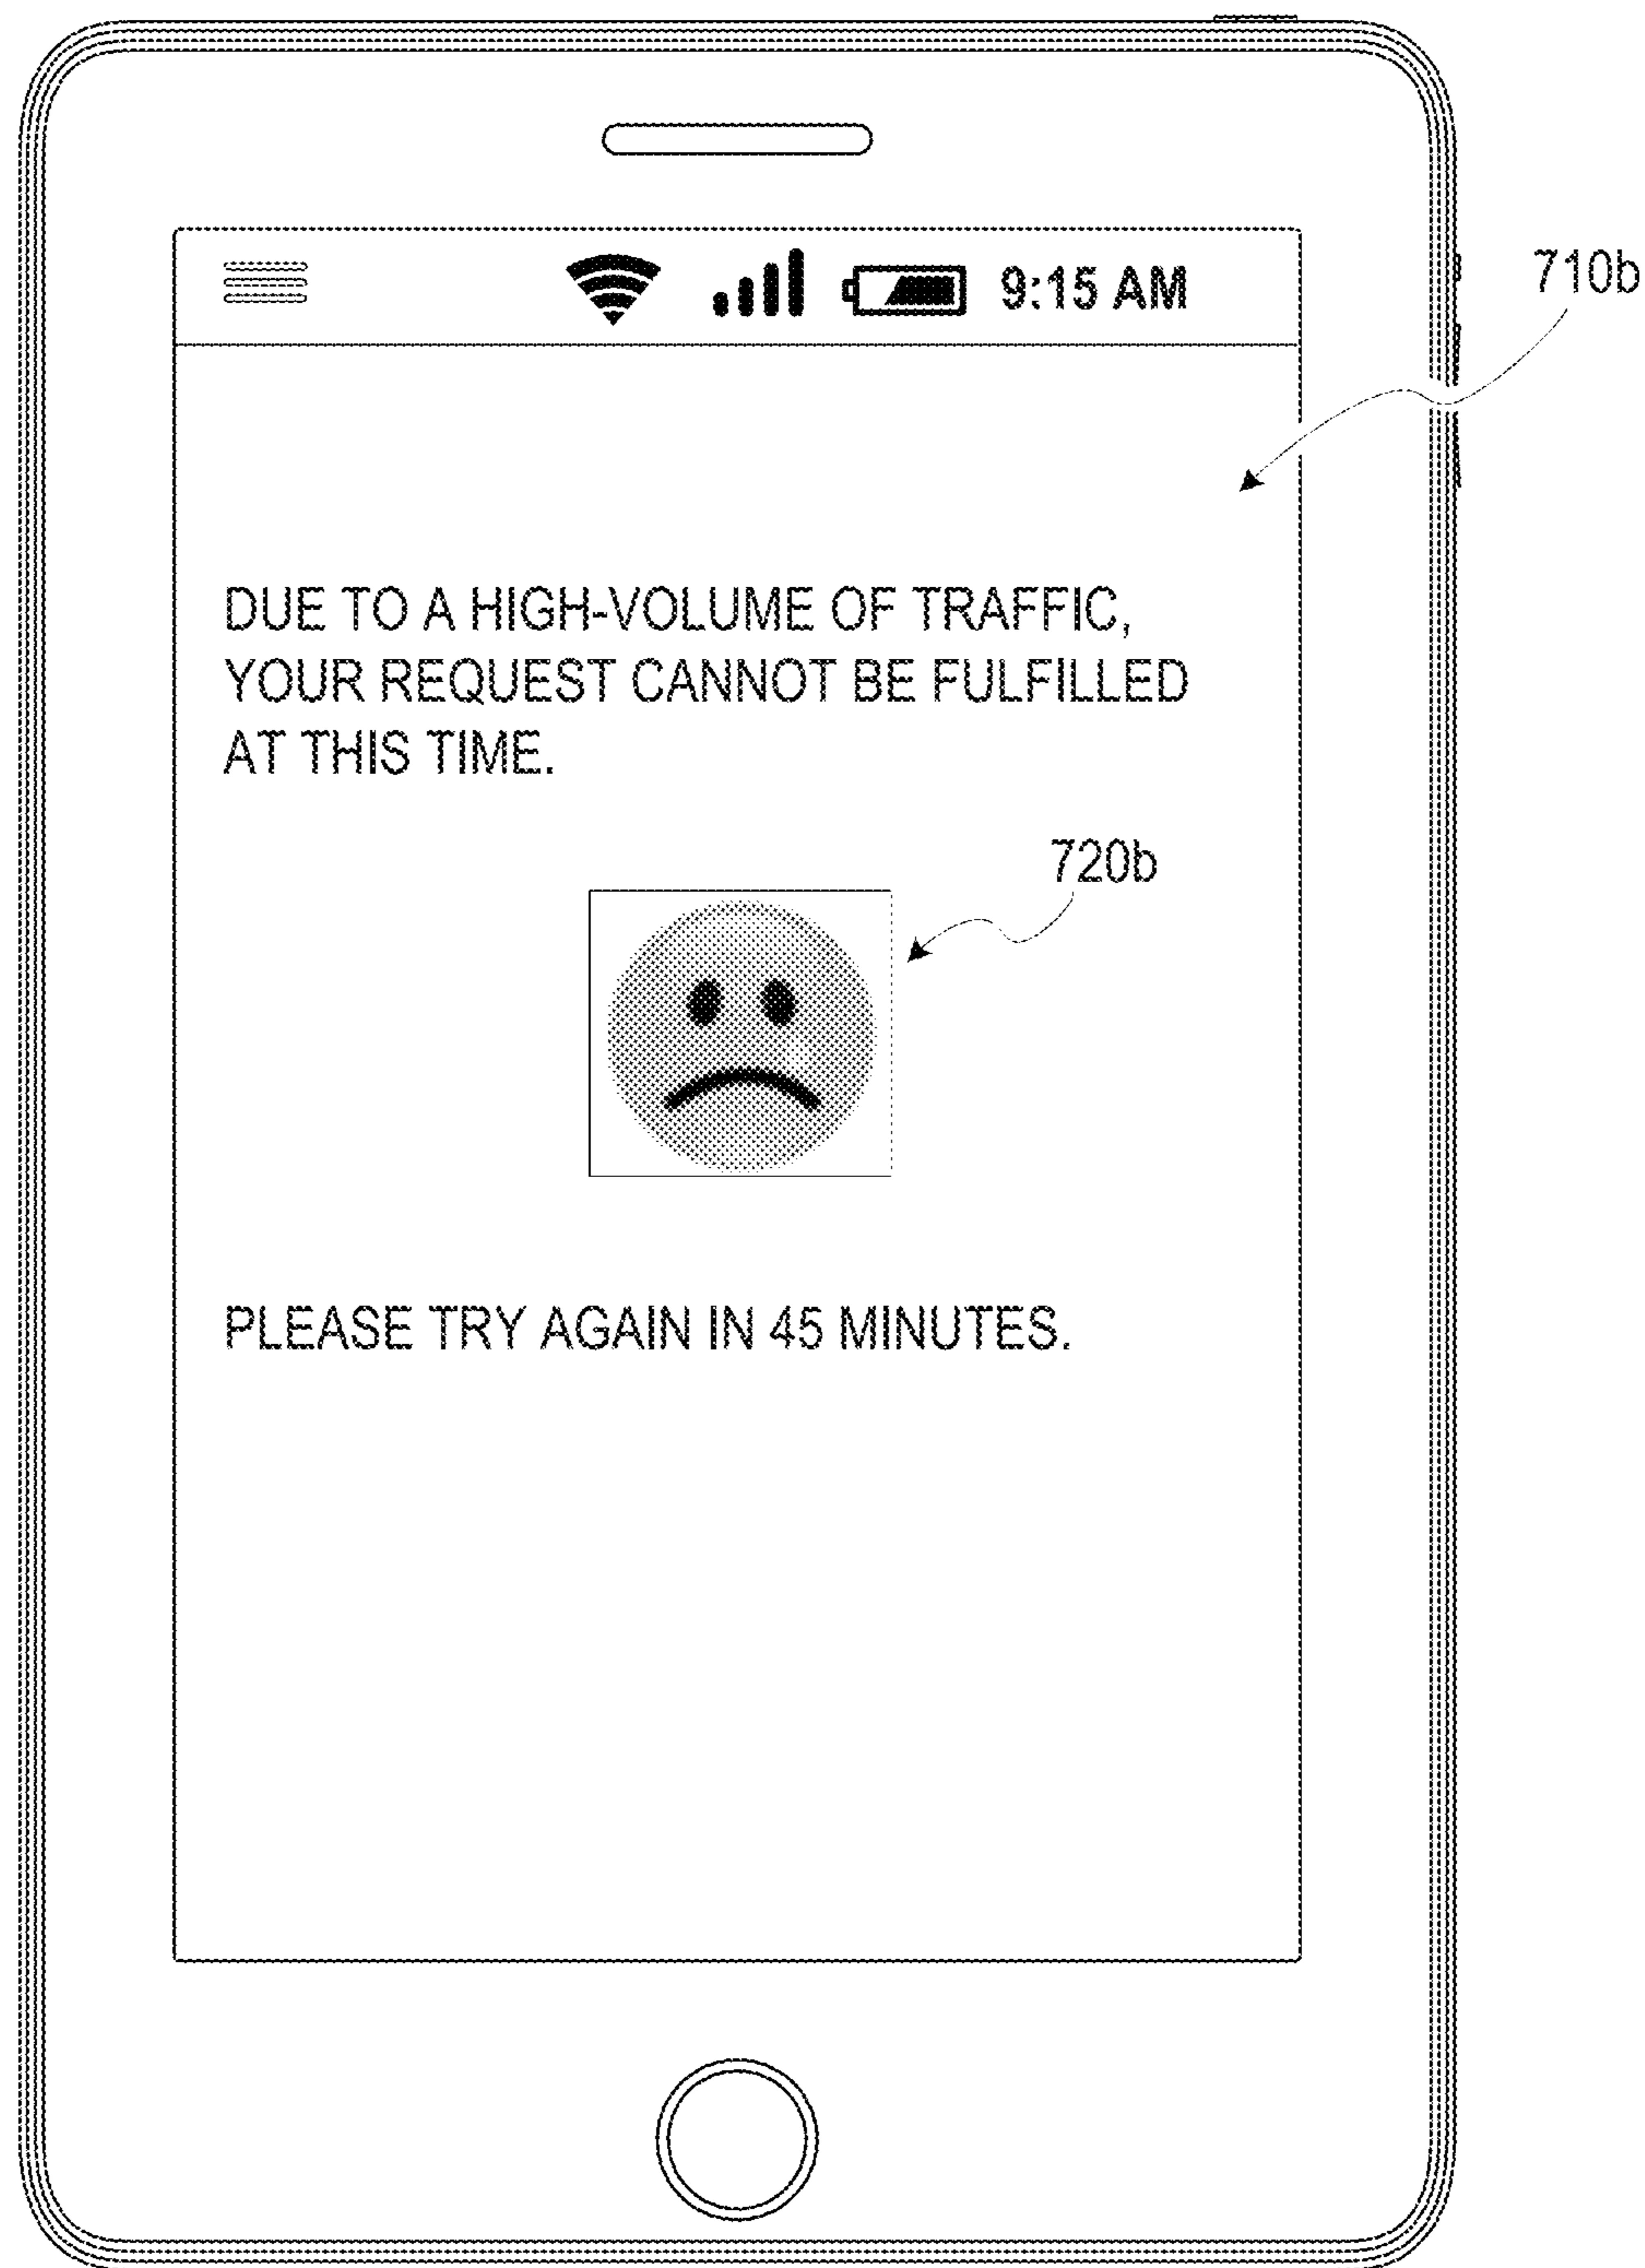 9:15 AM
710b
DUE TO A HIGH-VOLUME OF TRAFFIC,
YOUR REQUEST CANNOT BE FULFILLED
AT THIS TIME.
720b
PLEASE TRY AGAIN IN 45 MINUTES.